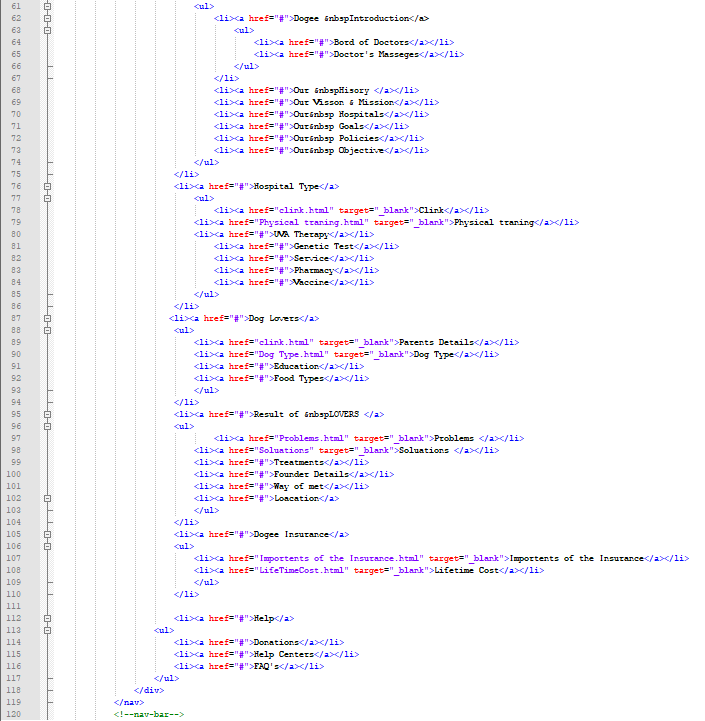 61 <ul>
62 <li><a href="#">Dogee &nbspIntroduction</a>
63 <ul>
64 <li><a href="#">Bord of Doctors</a></li>
65 <li><a href="#">Doctor's Masseges</a></li>
66 </ul>
67 </li>
68 <li><a href="#">Our &nbspHisory </a></li>
69 <li><a href="#">Our Visson & Mission</a></li>
70 <li><a href="#">Our&nbsp Hospitals</a></li>
71 <li><a href="#">Our&nbsp Goals</a></li>
72 <li><a href="#">Our&nbsp Policies</a></li>
73 <li><a href="#">Our&nbsp Objective</a></li>
74 </ul>
75 </li>
76 <li><a href="#">Hospital Type</a>
77 <ul>
78 <li><a href="clink.html" target="_blank">Clink</a></li>
79 <li><a href="Physical traning.html" target="_blank">Physical traning</a></li>
80 <li><a href="#">UVA Therapy</a></li>
81 <li><a href="#">Genetic Test</a></li>
82 <li><a href="#">Service</a></li>
83 <li><a href="#">Pharmacy</a></li>
84 <li><a href="#">Vaccine</a></li>
85 </ul>
86 </li>
87 <li><a href="#">Dog Lovers</a>
88 <ul>
89 <li><a href="clink.html" target="_blank">Parents Details</a></li>
90 <li><a href="Dog Type.html" target="_blank">Dog Type</a></li>
91 <li><a href="#">Education</a></li>
92 <li><a href="#">Food Types</a></li>
93 </ul>
94 </li>
95 <li><a href="#">Result of &nbspLOVERS </a>
96 <ul>
97 <li><a href="Problems.html" target="_blank">Problems </a></li>
98 <li><a href="Soluations" target="_blank">Soluations </a></li>
99 <li><a href="#">Treatments</a></li>
100 <li><a href="#">Founder Details</a></li>
101 <li><a href="#">Way of met</a></li>
102 <li><a href="#">Loacation</a>
103 </ul>
104 </li>
105 <li><a href="#">Dogee Insurance</a>
106 <ul>
107 <li><a href="Importents of the Insurance.html" target="_blank">Importents of the Insurance</a></li>
108 <li><a href="LifeTimeCost.html" target="_blank">Lifetime Cost</a></li>
109 </ul>
110 </li>
111
112 <li><a href="#">Help</a>
113 <ul>
114 <li><a href="#">Donations</a></li>
115 <li><a href="#">Help Centers</a></li>
116 <li><a href="#">FAQ's</a></li>
117 </ul>
118 </div>
119 </nav>
120 <!--nav-bar-->